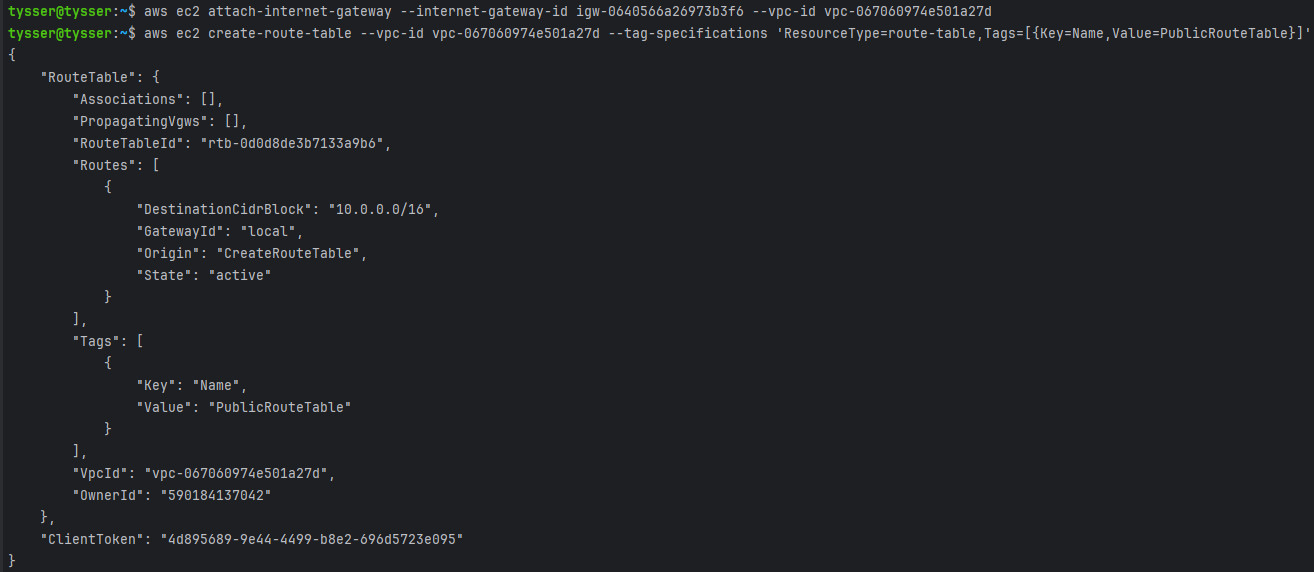 tysser@tysser:~$ aws ec2 attach-internet-gateway --internet-gateway-id igw-0640566a26973b3f6 --vpc-id vpc-067060974e501a27d
tysser@tysser:~$ aws ec2 create-route-table --vpc-id vpc-067060974e501a27d --tag-specifications 'ResourceType=route-table,Tags=[{Key=Name,Value=PublicRouteTable}]'
{
    "RouteTable": {
        "Associations": [],
        "PropagatingVgws": [],
        "RouteTableId": "rtb-0d0d8de3b7133a9b6",
        "Routes": [
            {
                "DestinationCidrBlock": "10.0.0.0/16",
                "GatewayId": "local",
                "Origin": "CreateRouteTable",
                "State": "active"
            }
        ],
        "Tags": [
            {
                "Key": "Name",
                "Value": "PublicRouteTable"
            }
        ],
        "VpcId": "vpc-067060974e501a27d",
        "OwnerId": "590184137042"
    },
    "ClientToken": "4d895689-9e44-4499-b8e2-696d5723e095"
}